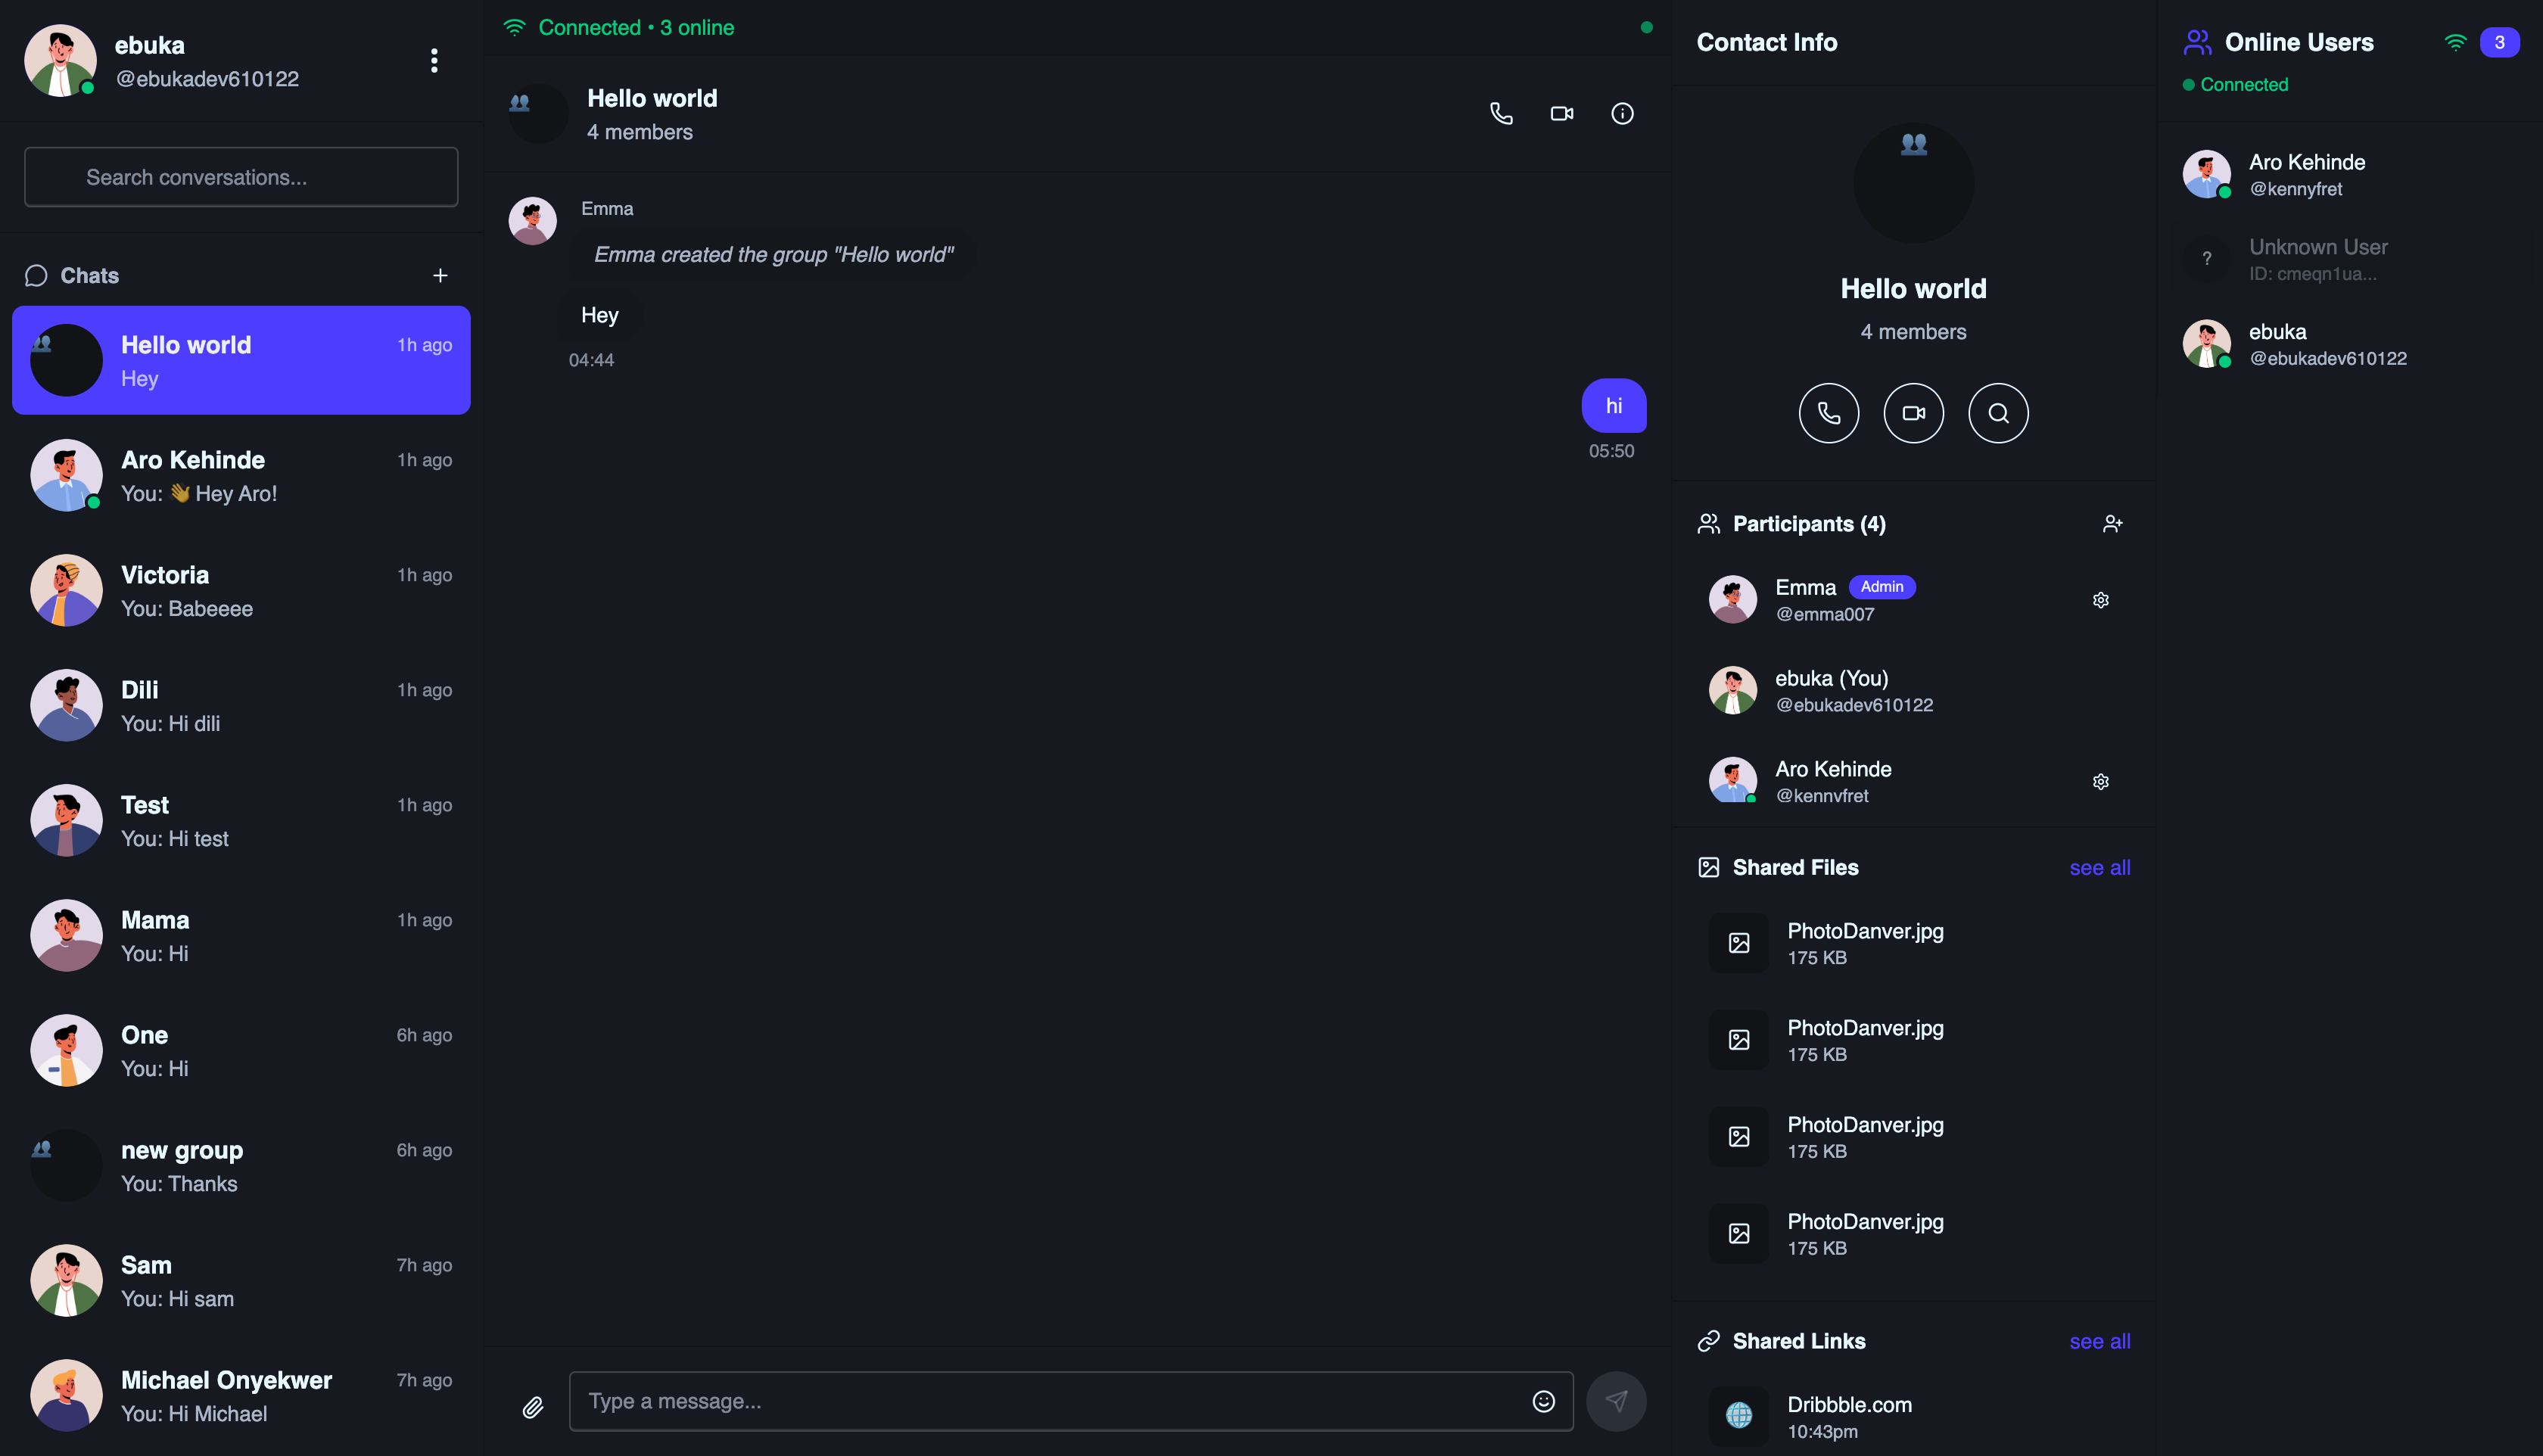 ebuka
@ebukadev610122
Search conversations...
Chats
Hello world
1h ago
Hey
Aro Kehinde
1h ago
You: 👋 Hey Aro!
Victoria
1h ago
You: Babeeee
Dili
1h ago
You: Hi dili
Test
1h ago
You: Hi test
Mama
1h ago
You: Hi
One
6h ago
You: Hi
new group
6h ago
You: Thanks
Sam
7h ago
You: Hi sam
Michael Onyekwer
7h ago
You: Hi Michael
Connected • 3 online
Hello world
4 members
Emma
Emma created the group "Hello world"
Hey
04:44
hi
05:50
Type a message...
Contact Info
Hello world
4 members
Participants (4)
Emma Admin
@emma007
ebuka (You)
@ebukadev610122
Aro Kehinde
@kennyfret
Shared Files
see all
PhotoDanver.jpg
175 KB
PhotoDanver.jpg
175 KB
PhotoDanver.jpg
175 KB
PhotoDanver.jpg
175 KB
Shared Links
see all
Dribbble.com
10:43pm
Online Users
3
Connected
Aro Kehinde
@kennyfret
?
Unknown User
ID: cmeqn1ua...
ebuka
@ebukadev610122